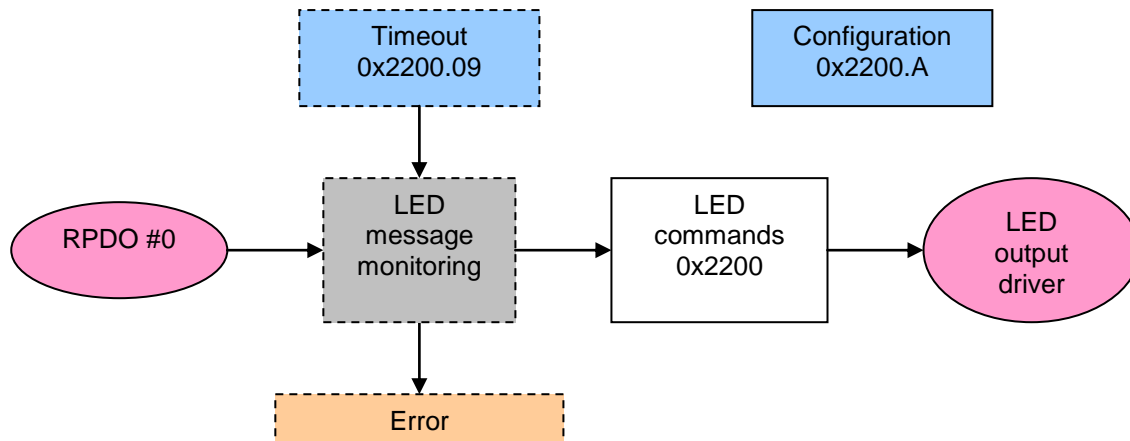 Timeout
0x2200.09
Configuration
0x2200.A
RPDO #0
LED
message
monitoring
LED
commands
0x2200
LED
output
driver
Error